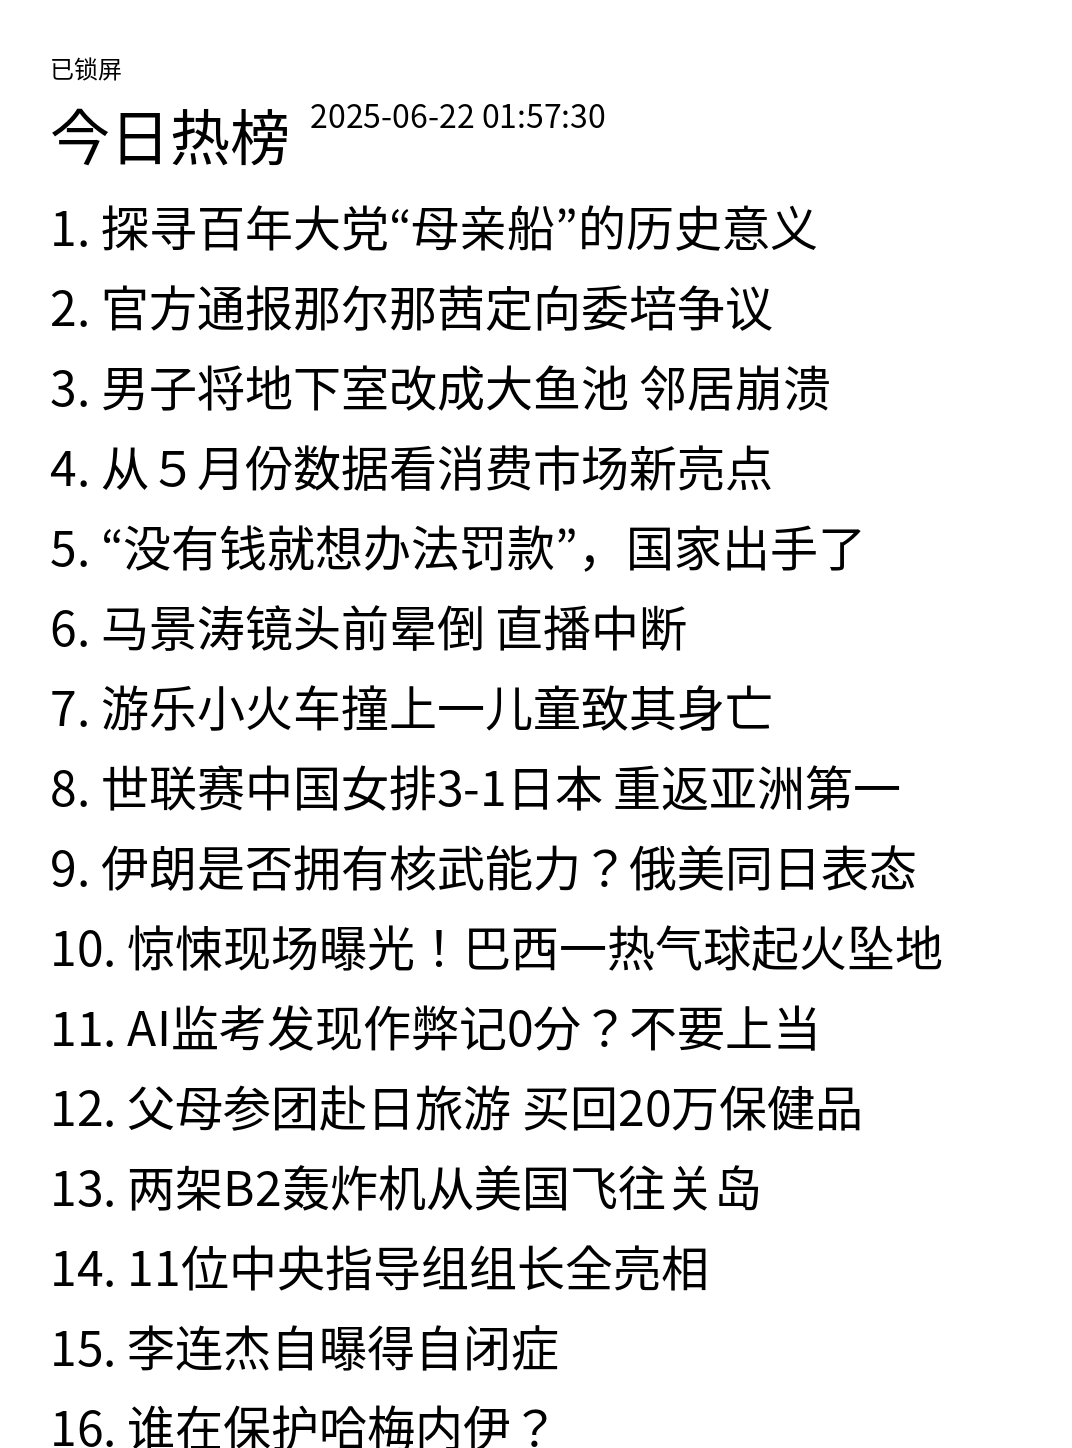 已锁屏
今日热榜 2025-06-22 01:57:30
1. 探寻百年大党“母亲船”的历史意义
2. 官方通报那尔那茜定向委培争议
3. 男子将地下室改成大鱼池 邻居崩溃
4. 从５月份数据看消费市场新亮点
5. “没有钱就想办法罚款”，国家出手了
6. 马景涛镜头前晕倒 直播中断
7. 游乐小火车撞上一儿童致其身亡
8. 世联赛中国女排3-1日本 重返亚洲第一
9. 伊朗是否拥有核武能力？俄美同日表态
10. 惊悚现场曝光！巴西一热气球起火坠地
11. AI监考发现作弊记0分？不要上当
12. 父母参团赴日旅游 买回20万保健品
13. 两架B2轰炸机从美国飞往关岛
14. 11位中央指导组组长全亮相
15. 李连杰自曝得自闭症
16. 谁在保护哈梅内伊？